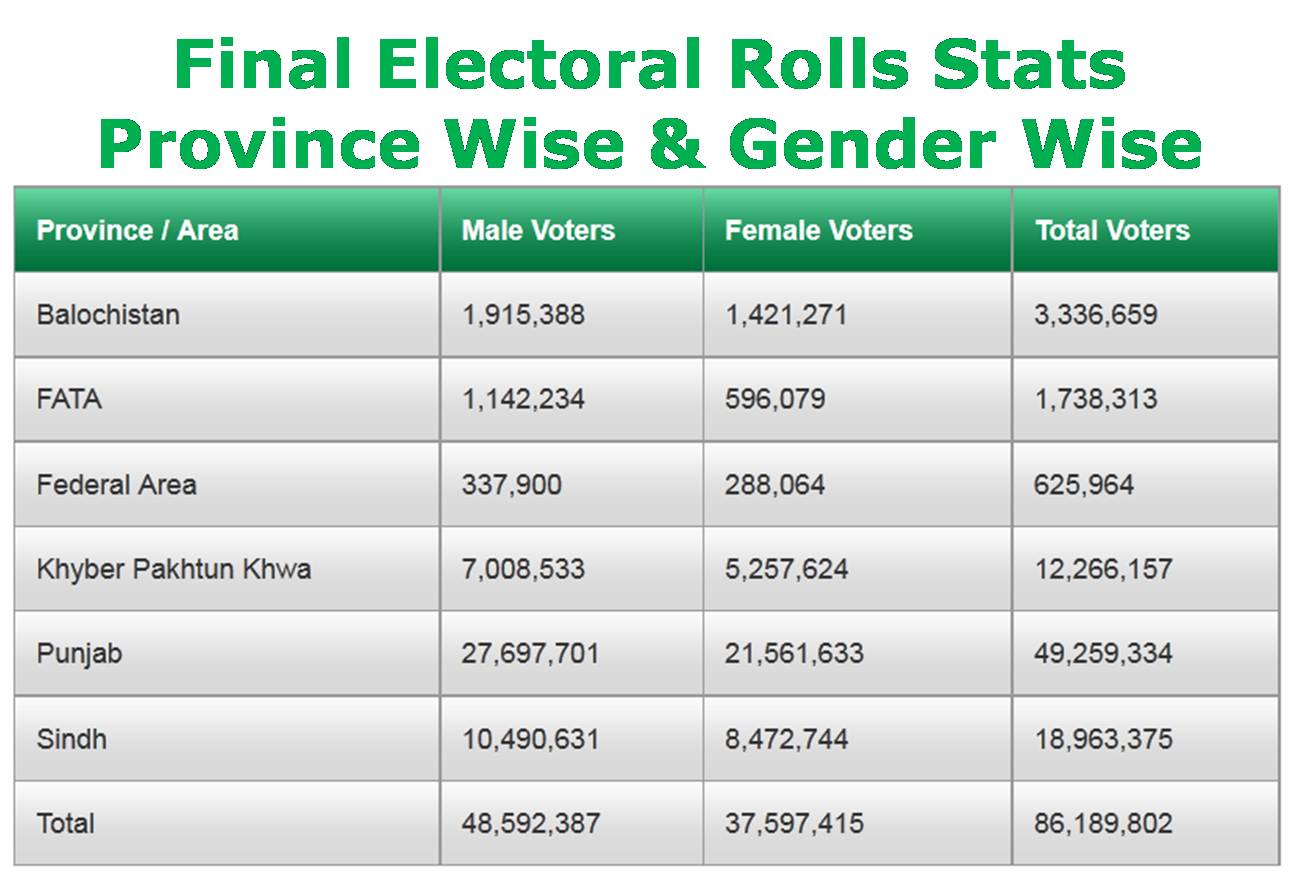 Final Electoral Rolls Stats
Province Wise & Gender Wise
Province / Area Male Voters Female Voters Total Voters
Balochistan 1,915,388 1,421,271 3,336,659
FATA 1,142,234 596,079 1,738,313
Federal Area 337,900 288,064 625,964
Khyber Pakhtun Khwa 7,008,533 5,257,624 12,266,157
Punjab 27,697,701 21,561,633 49,259,334
Sindh 10,490,631 8,472,744 18,963,375
Total 48,592,387 37,597,415 86,189,802